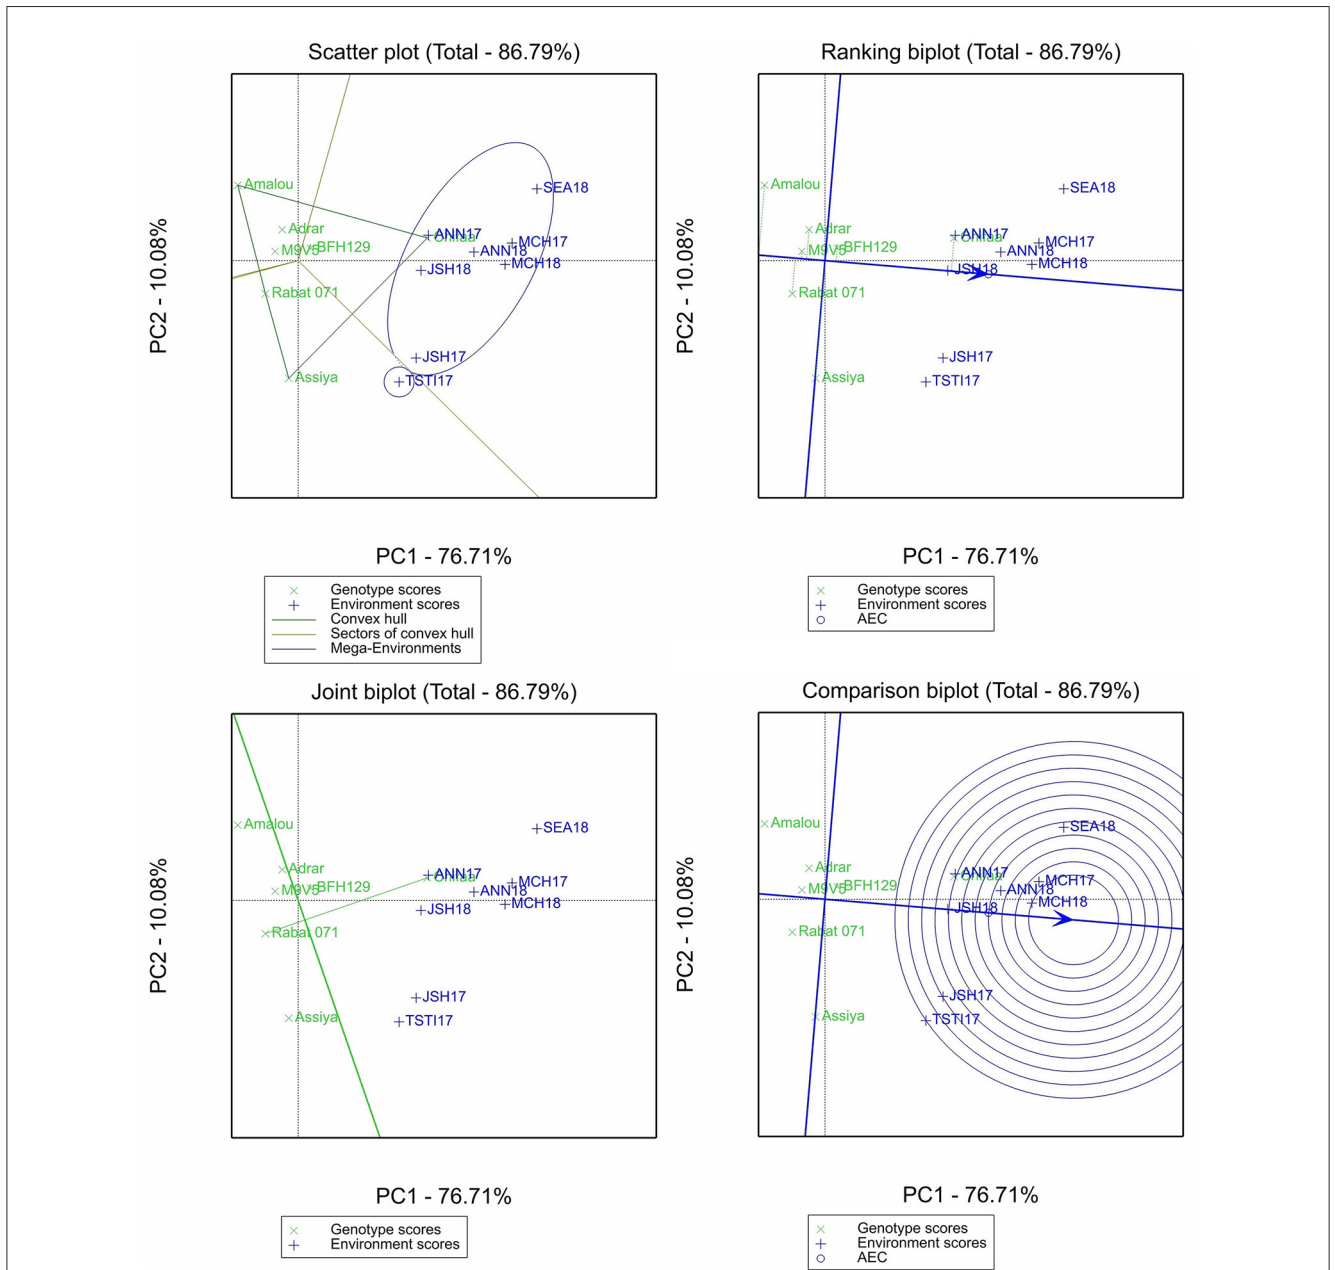 Scatter plot (Total - 86.79%)
Ranking biplot (Total - 86.79%)
PC2 - 10.08%
Amalou
Adrar
M9V5
BFH129
Rabat 071
Assiya
SEA18
ANN17
MCH17
ANN18
MCH18
JSH18
JSH17
TSTI17
PC1 - 76.71%
Genotype scores
Environment scores
Convex hull
Sectors of convex hull
Mega-Environments
PC2 - 10.08%
Amalou
Adrar
M9V5
BFH129
Rabat 071
Assiya
SEA18
ANN17
MCH17
ANN18
MCH18
JSH18
JSH17
TSTI17
PC1 - 76.71%
Genotype scores
Environment scores
AEC
Joint biplot (Total - 86.79%)
Comparison biplot (Total - 86.79%)
PC2 - 10.08%
Amalou
Adrar
M9V5
BFH129
Rabat 071
Assiya
SEA18
ANN17
MCH17
ANN18
MCH18
JSH18
JSH17
TSTI17
PC1 - 76.71%
Genotype scores
Environment scores
PC2 - 10.08%
Amalou
Adrar
M9V5
BFH129
Rabat 071
Assiya
SEA18
ANN17
MCH17
ANN18
MCH18
JSH18
JSH17
TSTI17
PC1 - 76.71%
Genotype scores
Environment scores
AEC